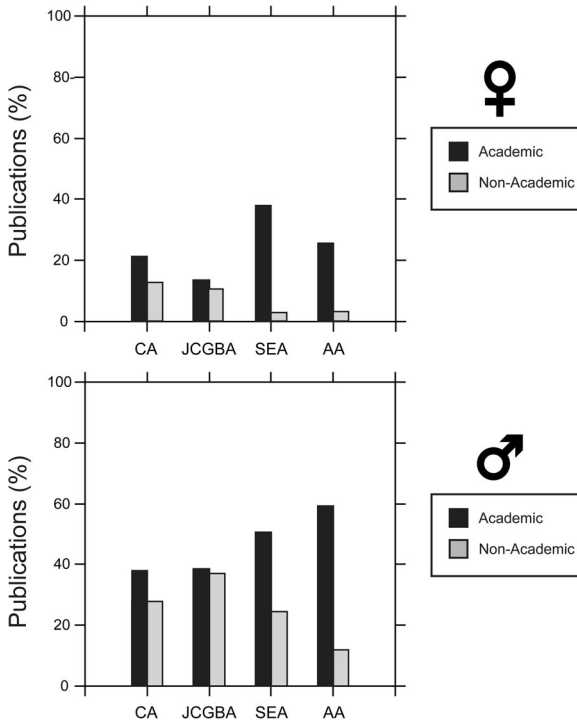 100
80
60
40
20
0
Publications (%)
CA JCGBA SEA AA
Academic
Non-Academic
100
80
60
40
20
0
Publications (%)
CA JCGBA SEA AA
Academic
Non-Academic